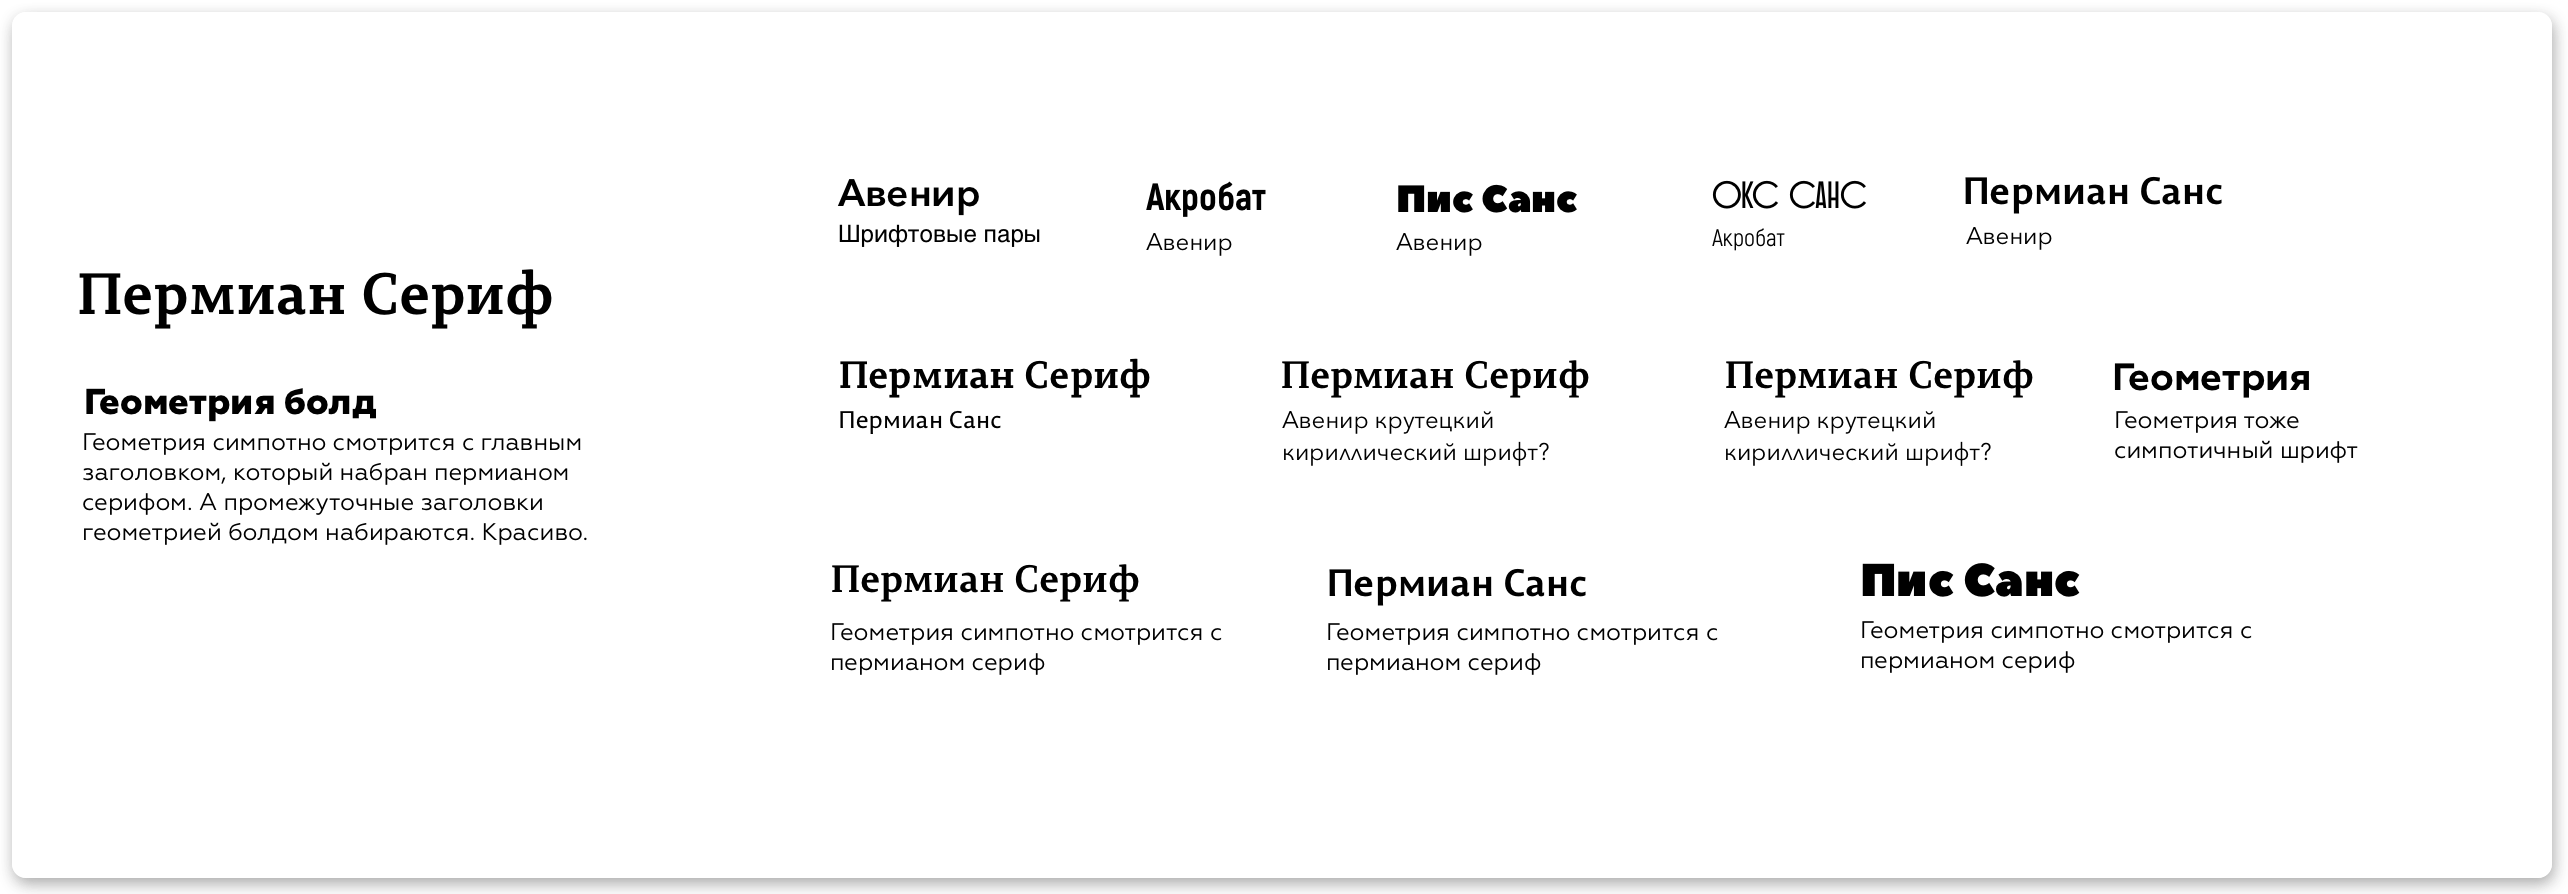 Пермиан Сериф
Геометрия болд
Геометрия симпотно смотрится с главным
заголовком, который набран пермианом
серифом. А промежуточные заголовки
геометрией болдом набираются. Красиво.
Авенир
Шрифтовые пары
Акробат
Авенир
Пис Санс
Авенир
ОКС САНС
Акробат
Пермиан Санс
Авенир
Пермиан Сериф
Пермиан Санс
Пермиан Сериф
Авенир крутецкий
кириллический шрифт?
Пермиан Сериф
Авенир крутецкий
кириллический шрифт?
Геометрия
Геометрия тоже
симпотичный шрифт
Пермиан Сериф
Геометрия симпотно смотрится с
пермианом сериф
Пермиан Санс
Геометрия симпотно смотрится с
пермианом сериф
Пис Санс
Геометрия симпотно смотрится с
пермианом сериф